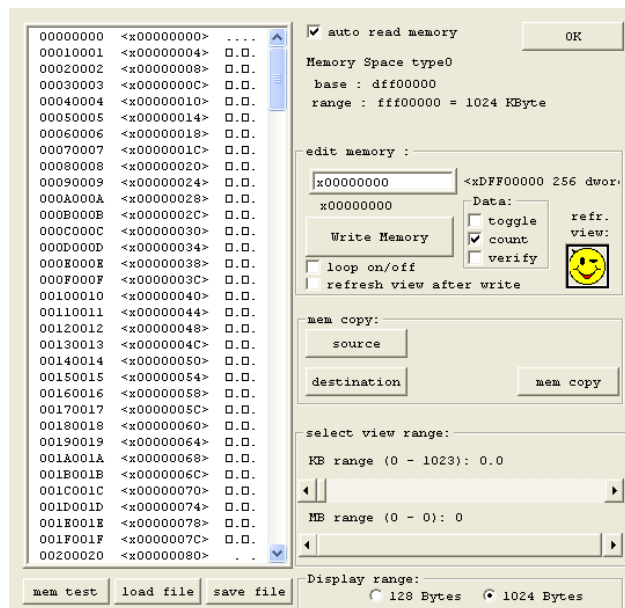 00000000 <x00000000> ....
00010001 <x00000004> □.□.
00020002 <x00000008> □.□.
00030003 <x0000000C> □.□.
00040004 <x00000010> □.□.
00050005 <x00000014> □.□.
00060006 <x00000018> □.□.
00070007 <x0000001C> □.□.
00080008 <x00000020> □.□.
00090009 <x00000024> □.□.
000A000A <x00000028> □.□.
000B000B <x0000002C> □.□.
000C000C <x00000030> □.□.
000D000D <x00000034> □.□.
000E000E <x00000038> □.□.
000F000F <x0000003C> □.□.
00100010 <x00000040> □.□.
00110011 <x00000044> □.□.
00120012 <x00000048> □.□.
00130013 <x0000004C> □.□.
00140014 <x00000050> □.□.
00150015 <x00000054> □.□.
00160016 <x00000058> □.□.
00170017 <x0000005C> □.□.
00180018 <x00000060> □.□.
00190019 <x00000064> □.□.
001A001A <x00000068> □.□.
001B001B <x0000006C> □.□.
001C001C <x00000070> □.□.
001D001D <x00000074> □.□.
001E001E <x00000078> □.□.
001F001F <x0000007C> □.□.
00200020 <x00000080> . .
mem test load file save file
auto read memory
OK
Memory Space type0
base : dff00000
range : fff00000 = 1024 KByte
edit memory :
x00000000 <xDFF00000 256 dwor
x00000000
Write Memory
Data:
toggle
count
verify
refr.
view:
loop on/off
refresh view after write
mem copy:
source
destination mem copy
select view range:
KB range (0 - 1023): 0.0
MB range (0 - 0): 0
Display range:
128 Bytes 1024 Bytes